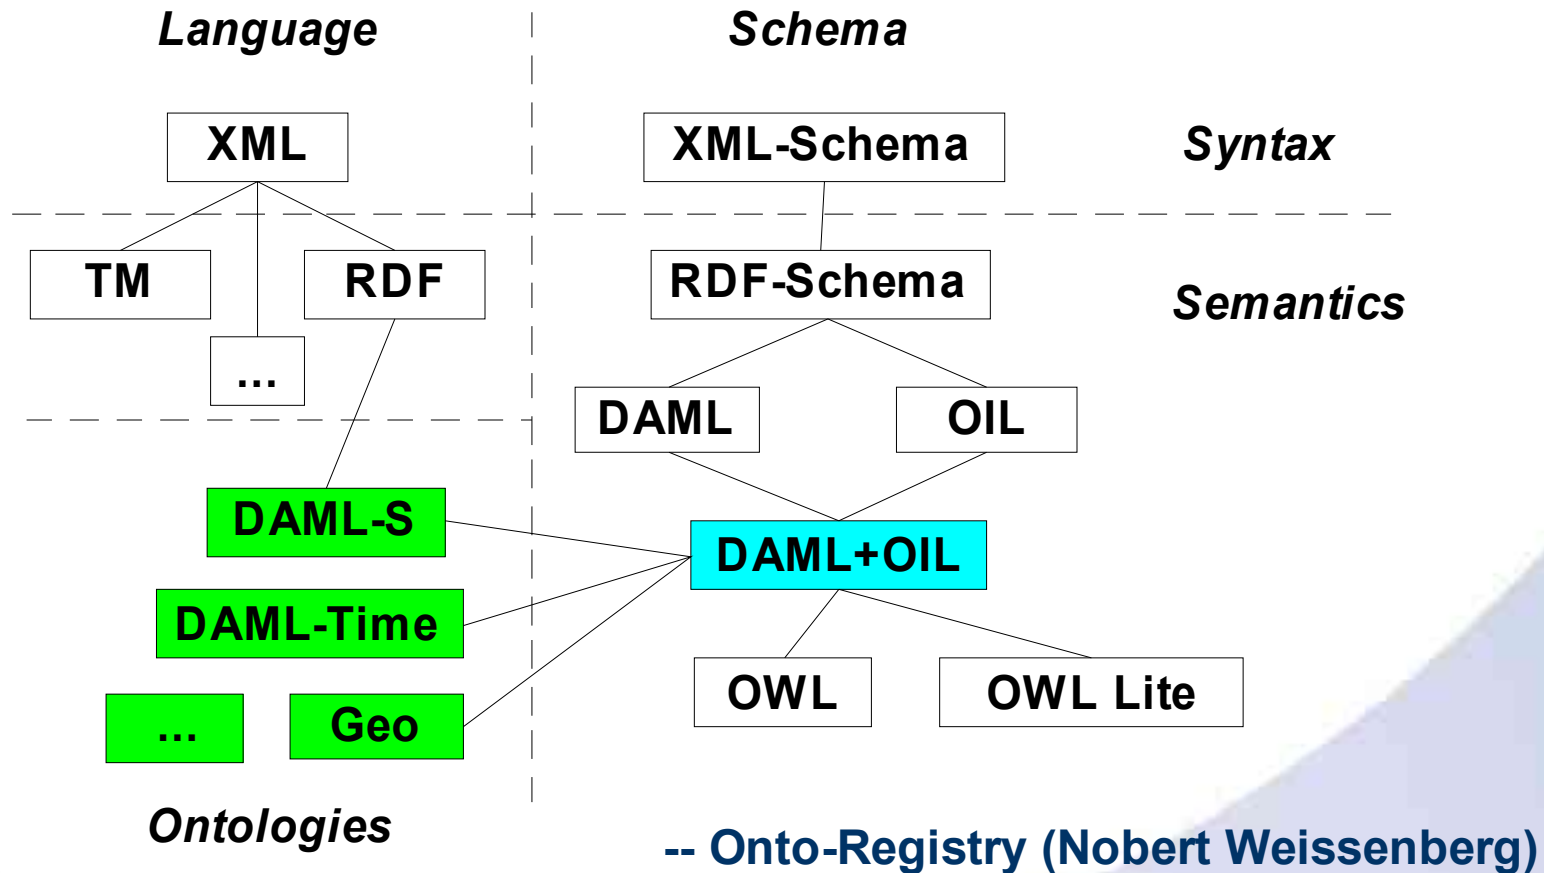 Language
Schema
XML
XML-Schema
Syntax
TM
RDF
RDF-Schema
Semantics
...
DAML
OIL
DAML-S
DAML+OIL
DAML-Time
OWL
OWL Lite
...
Geo
Ontologies
-- Onto-Registry (Nobert Weissenberg)